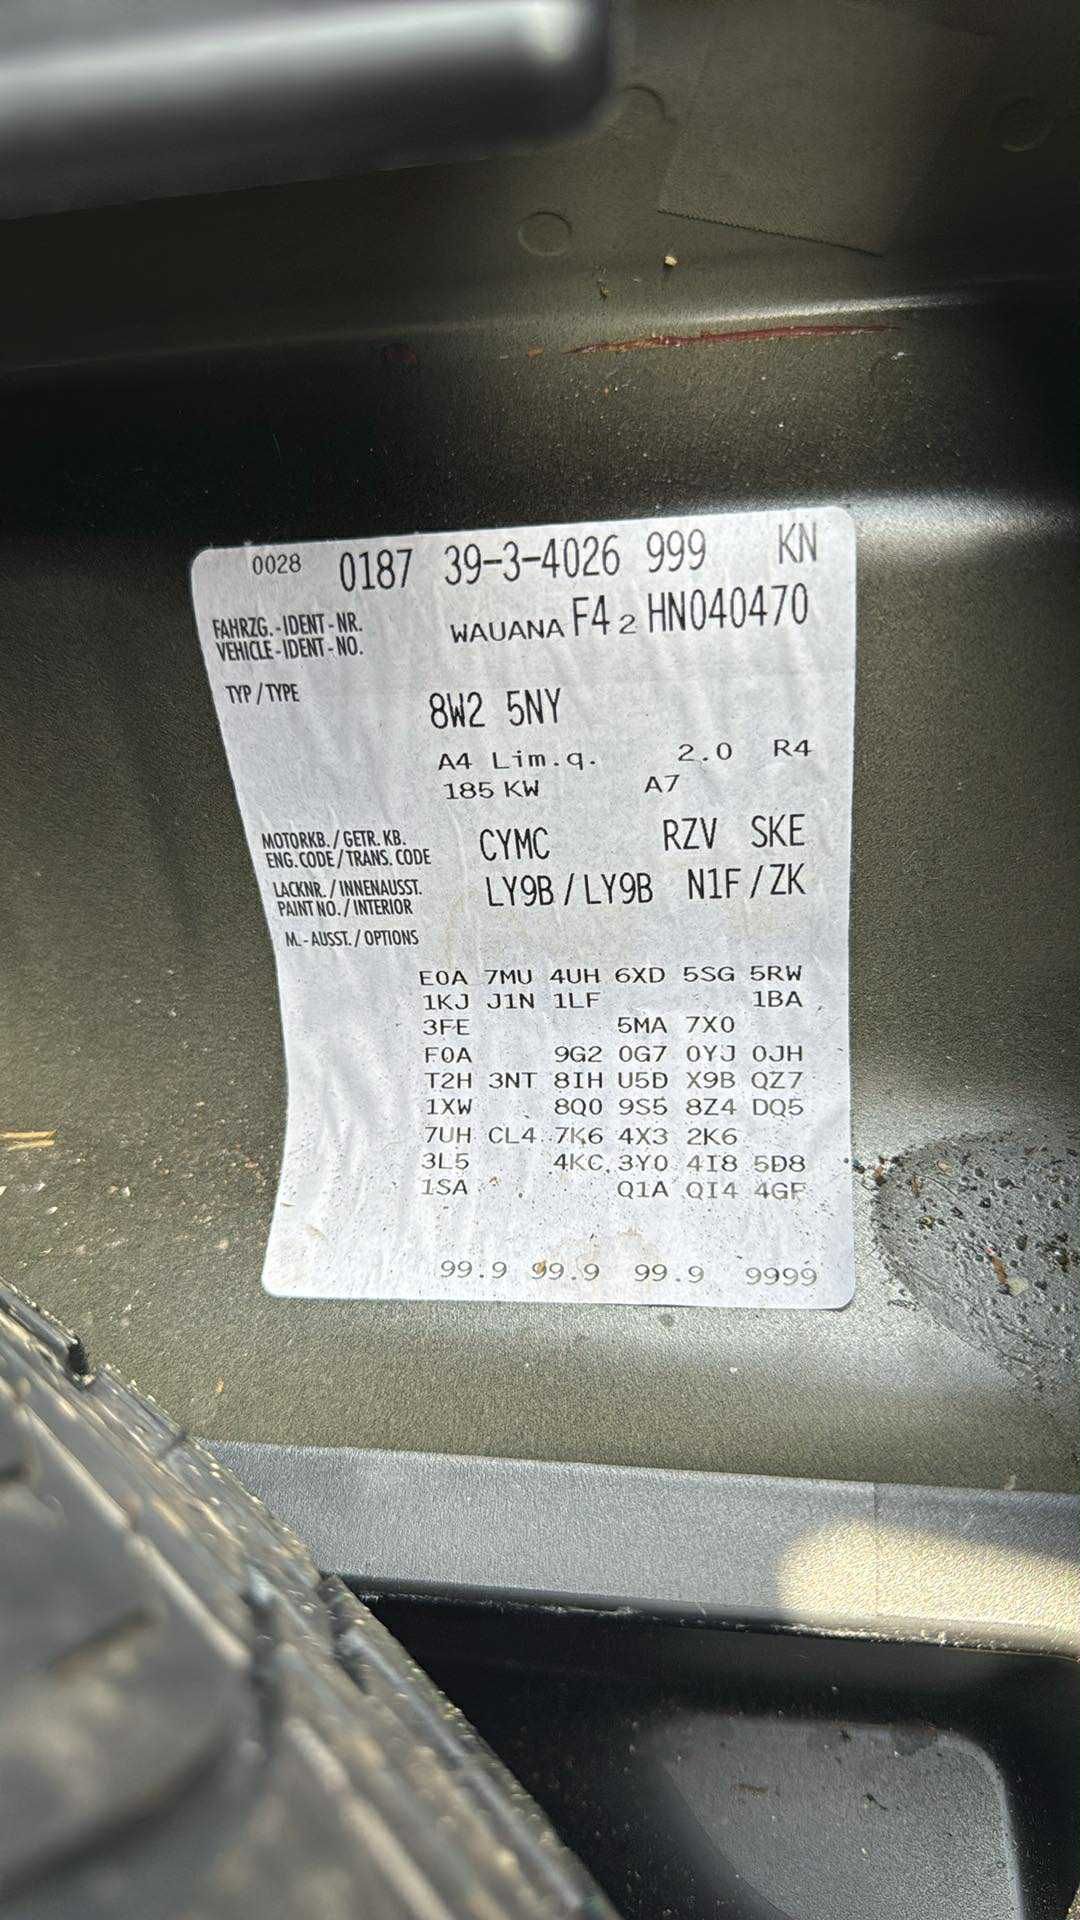 0028 0187 39-3-4026 999 KN
FAHRZG.-IDENT-NR.
VEHICLE-IDENT-NO. WAUANA F4 2 HN040470
TYP / TYPE
8W2 5NY
A4 Lim.q. 2.0 R4
185 KW A7
MOTORKB. / GETR. KB.
ENG. CODE / TRANS. CODE CYMC RZV SKE
LACKNR. / INNENAUSST.
PAINT NO. / INTERIOR LY9B / LY9B N1F / ZK
M.-AUSST. / OPTIONS
E0A 7MU 4UH 6XD 5SG 5RW
1KJ J1N 1LF 1BA
3FE 5MA 7X0
F0A 9G2 0G7 0YJ 0JH
T2H 3NT 8IH U5D X9B QZ7
1XW 8Q0 9S5 8Z4 DQ5
7UH CL4 7K6 4X3 2K6
3L5 4KC 3Y0 4I8 5D8
1SA Q1A QI4 4GF
99.9 99.9 99.9 9999